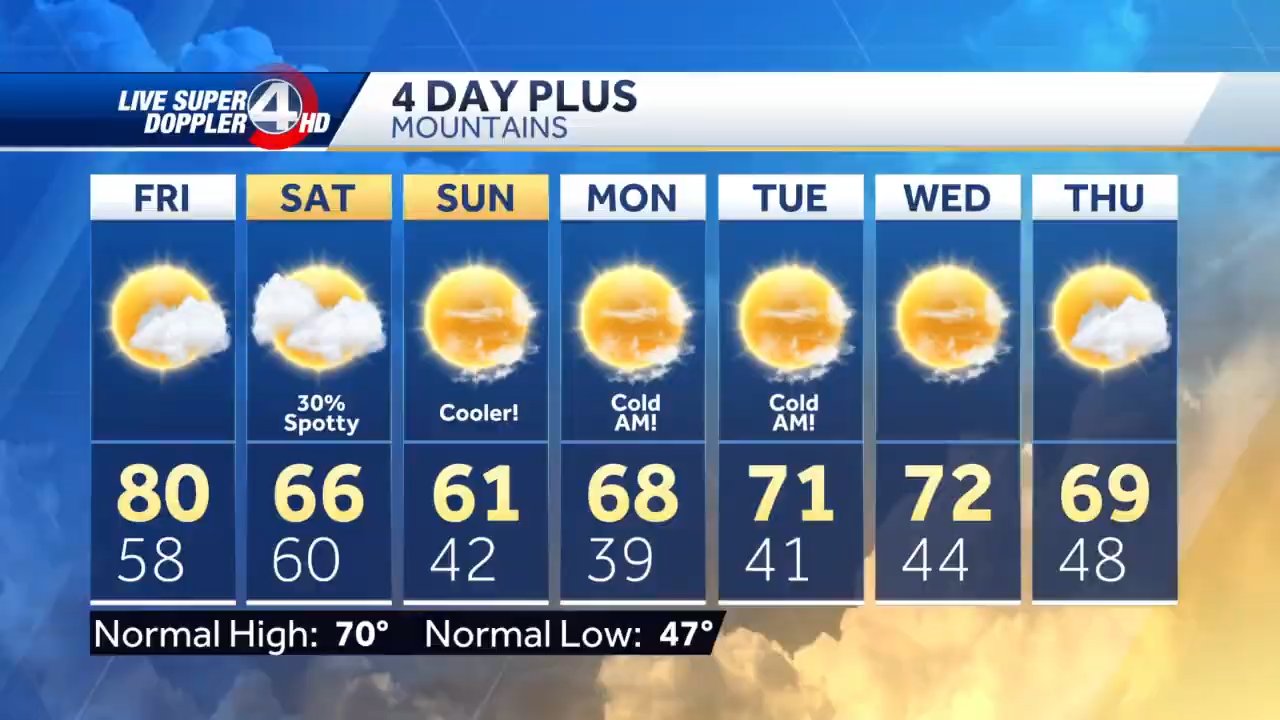 LIVE SUPER
DOPPLER 4 HD
4 DAY PLUS
MOUNTAINS
FRI SAT SUN MON TUE WED THU
30%
Spotty
Cooler!
Cold
AM!
Cold
AM!
80 66 61 68 71 72 69
58 60 42 39 41 44 48
Normal High: 70° Normal Low: 47°